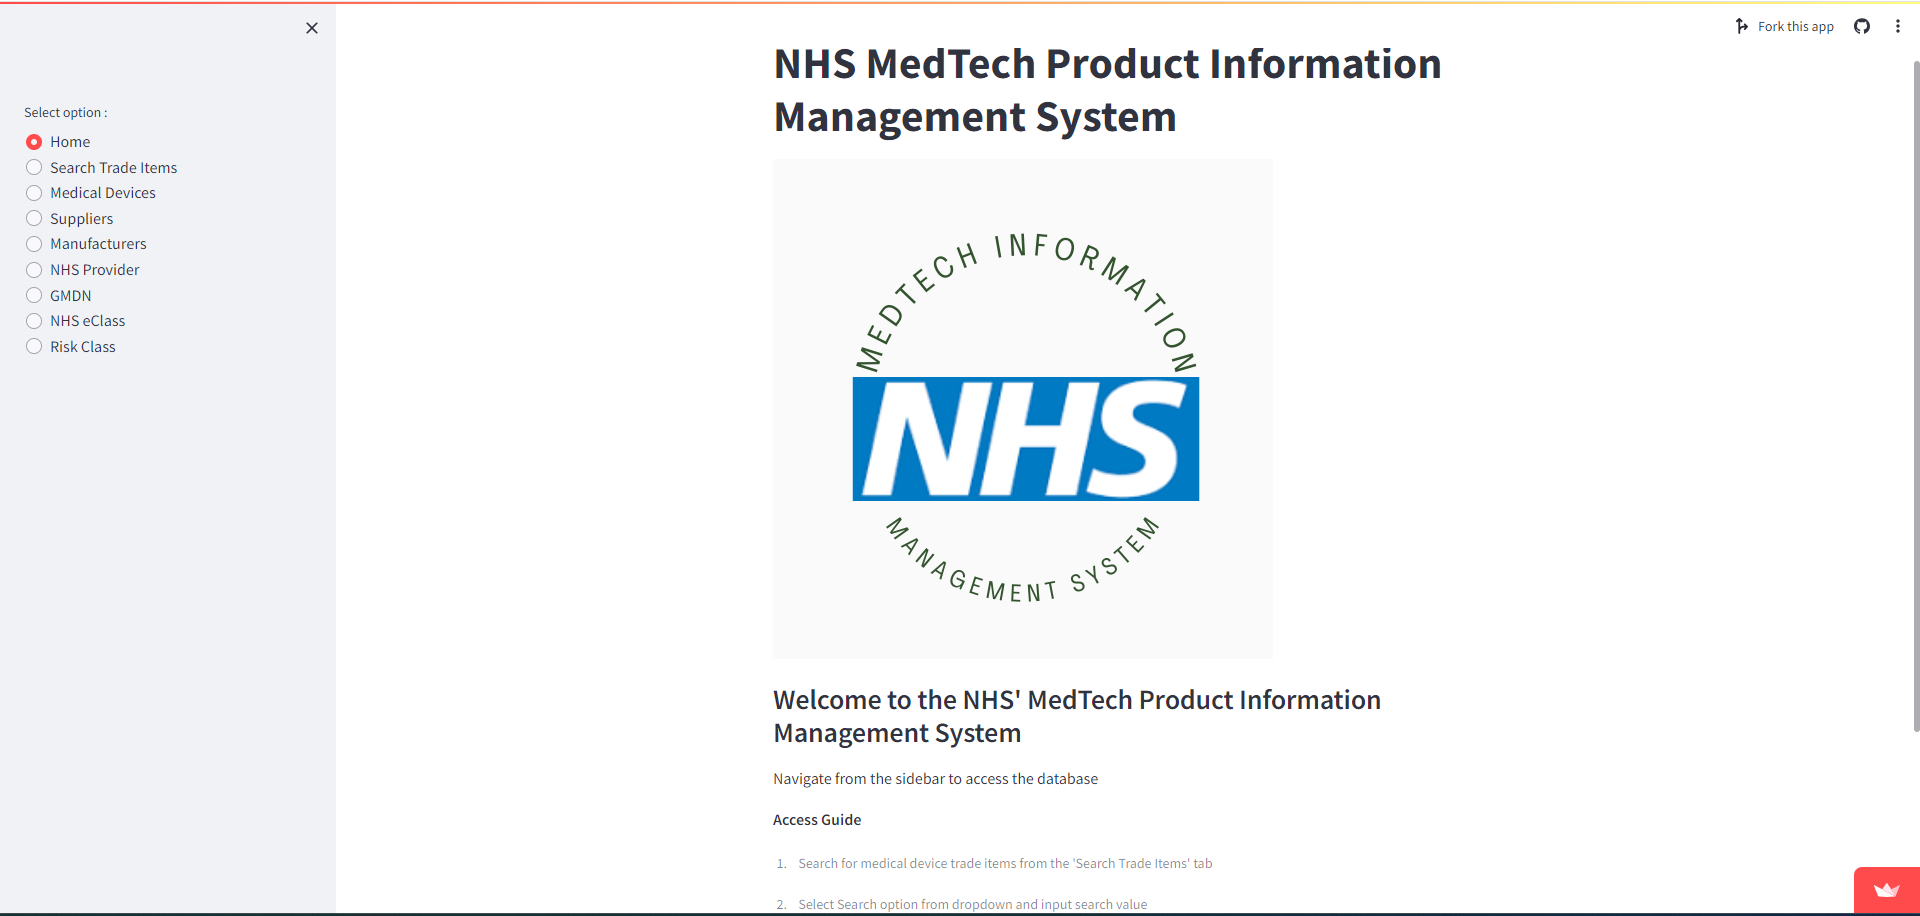 Fork this app
Select option :
Home
Search Trade Items
Medical Devices
Suppliers
Manufacturers
NHS Provider
GMDN
NHS eClass
Risk Class
NHS MedTech Product Information
Management System
MEDTECH INFORMATION
NHS
MANAGEMENT SYSTEM
Welcome to the NHS' MedTech Product Information
Management System
Navigate from the sidebar to access the database
Access Guide
1. Search for medical device trade items from the 'Search Trade Items' tab
2. Select Search option from dropdown and input search value